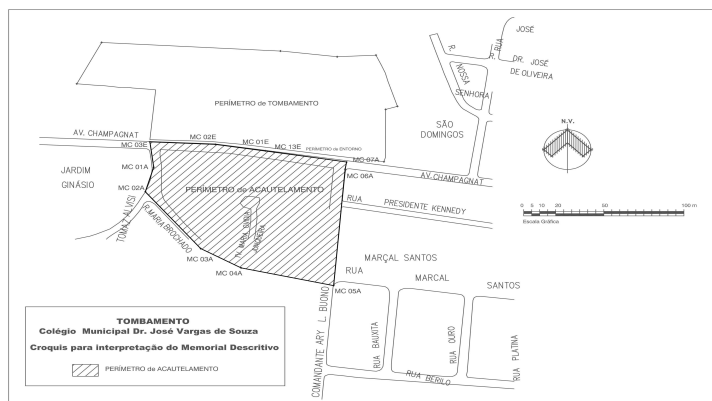 JOSÉ
R. RUA
R.
DR. JOSÉ
DE OLIVEIRA
NOSSA
SENHORA
PERÍMETRO de TOMBAMENTO
SÃO
DOMINGOS
N.V.
AV. CHAMPAGNAT
MC 02E
MC 01E
MC 13E
PERÍMETRO de ENTORNO
MC 03E
MC 07A
MC 06A
AV.CHAMPAGNAT
JARDIM
GINÁSIO
MC 01A
MC 02A
PERÍMETRO de ACAUTELAMENTO
RUA
PRESIDENTE KENNEDY
0 5 10 20 50 100 m
Escala Gráfica
TOMAZ ALVISI
R.MARIA BROCHADO
JUNQUEIRA
MC 03A
MC 04A
MARÇAL SANTOS
RUA
MARCAL
SANTOS
MC 05A
COMANDANTE ARY L. BUONO
RUA BAUXITA
RUA OURO
RUA PLATINA
RUA BERILO
TOMBAMENTO
Colégio Municipal Dr. José Vargas de Souza
Croquis para interpretação do Memorial Descritivo
PERÍMETRO de ACAUTELAMENTO